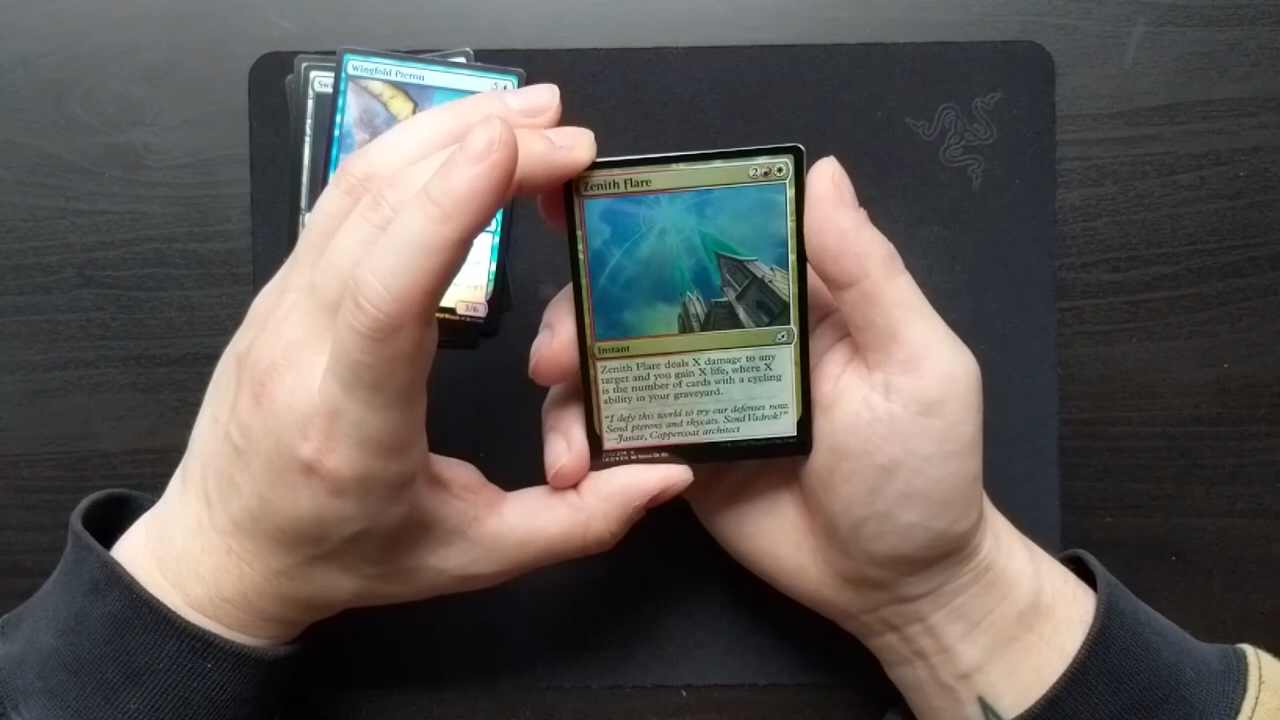 Wingfold Pteron
3/6
Zenith Flare
2
Instant
Zenith Flare deals X damage to any
target and you gain X life, where X
is the number of cards with a cycling
ability in your graveyard.
"I defy this world to try our defenses now.
Send pterons and skycats. Send Vadrok!"
—Janae, Coppercoat architect